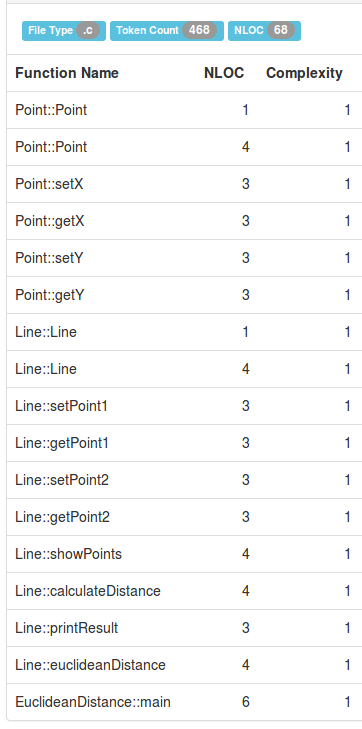 File Type .c Token Count 468 NLOC 68
Function Name NLOC Complexity
Point::Point 1 1
Point::Point 4 1
Point::setX 3 1
Point::getX 3 1
Point::setY 3 1
Point::getY 3 1
Line::Line 1 1
Line::Line 4 1
Line::setPoint1 3 1
Line::getPoint1 3 1
Line::setPoint2 3 1
Line::getPoint2 3 1
Line::showPoints 4 1
Line::calculateDistance 4 1
Line::printResult 3 1
Line::euclideanDistance 4 1
EuclideanDistance::main 6 1